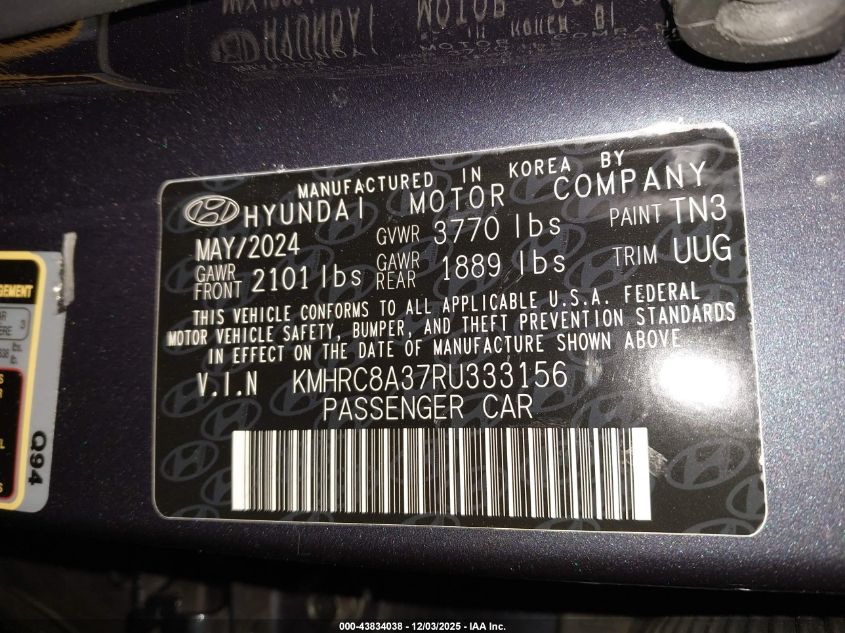 MANUFACTURED IN KOREA BY
HYUNDAI MOTOR COMPANY
MAY/2024 GVWR 3770 lbs PAINT TN3
GAWR FRONT 2101 lbs GAWR REAR 1889 lbs TRIM UUG
THIS VEHICLE CONFORMS TO ALL APPLICABLE U.S.A. FEDERAL
MOTOR VEHICLE SAFETY, BUMPER, AND THEFT PREVENTION STANDARDS
IN EFFECT ON THE DATE OF MANUFACTURE SHOWN ABOVE
V.I.N KMHRC8A37RU333156
PASSENGER CAR
Q94
000-43834038 - 12/03/2025 - IAA Inc.